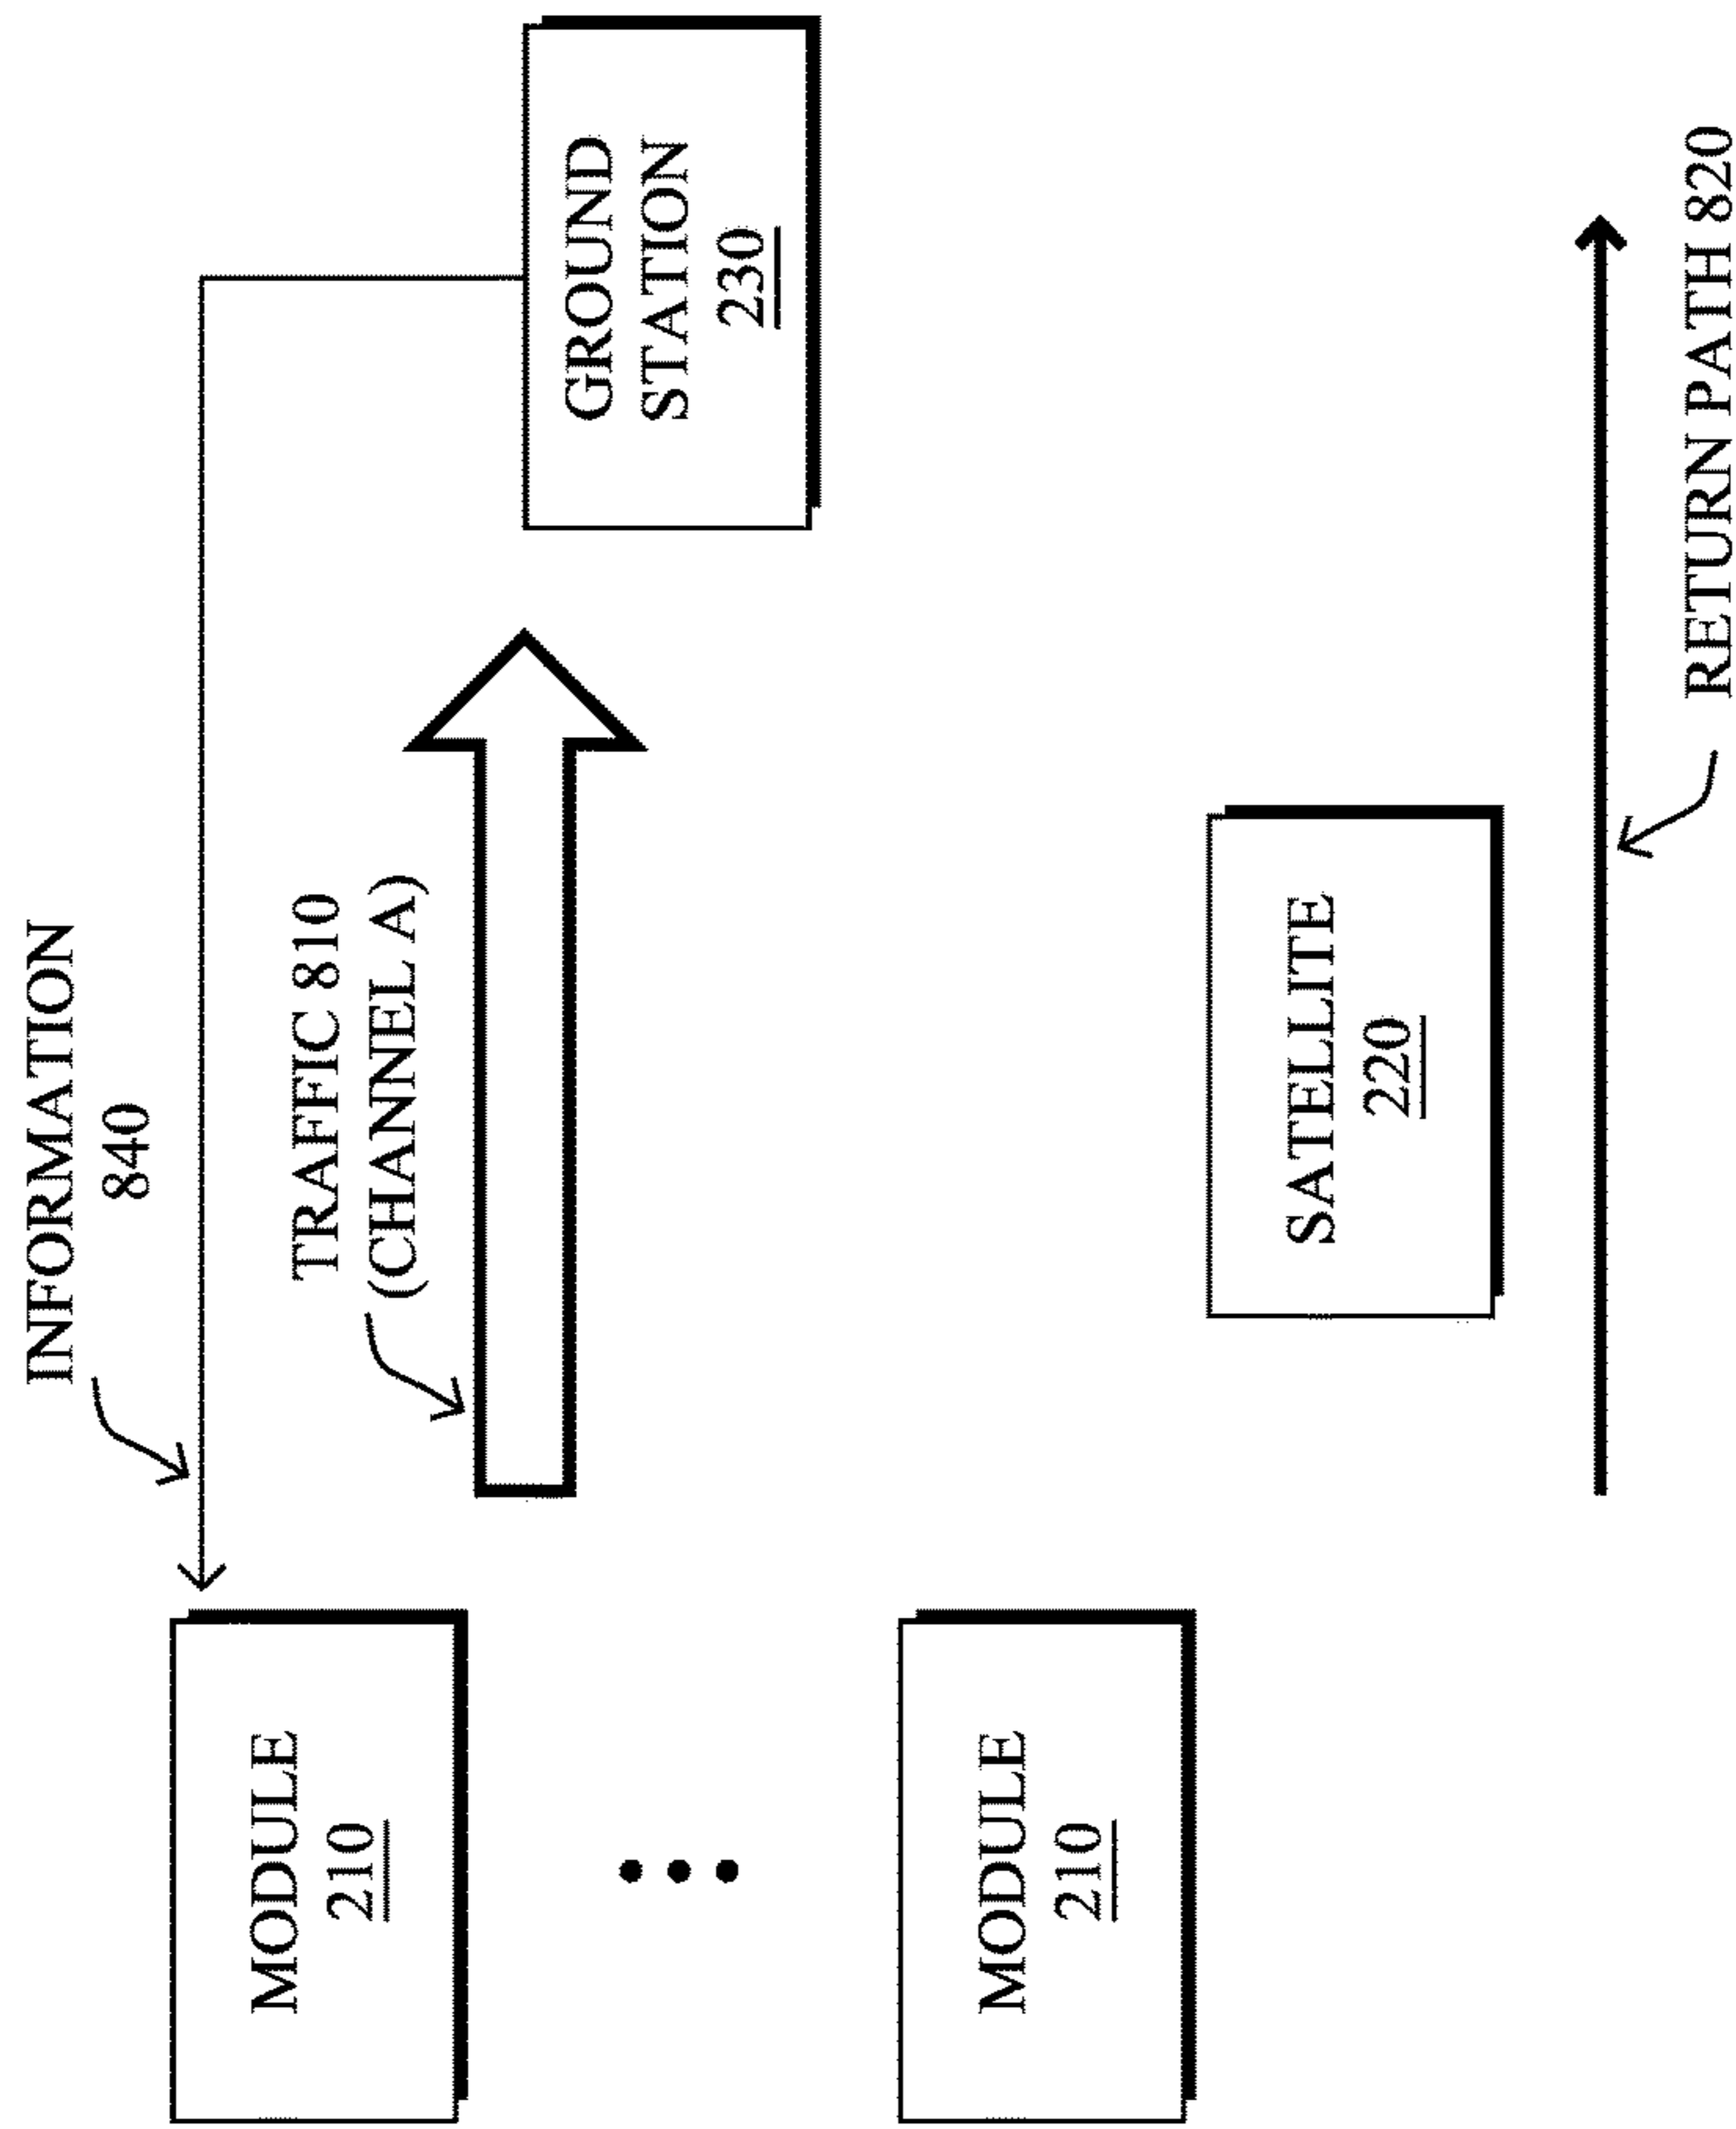 INFORMATION
840
TRAFFIC 810
(CHANNEL A)
MODULE
210
GROUND
STATION
230
MODULE
210
SATELLITE
220
RETURN PATH 820